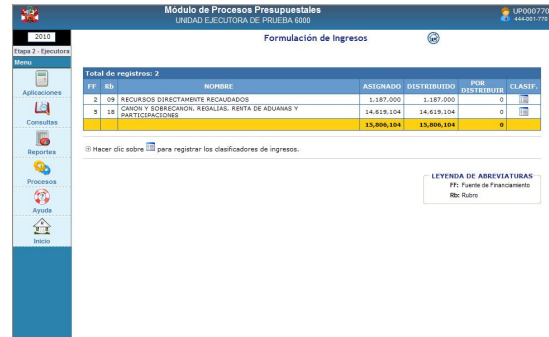 Módulo de Procesos Presupuestales
UNIDAD EJECUTORA DE PRUEBA 6000
UP000770
444-001-770
2010
Etapa 2 - Ejecutora
Menu
Aplicaciones
Consultas
Reportes
Procesos
Ayuda
Inicio
Formulación de Ingresos
Total de registros: 2
FF Rb NOMBRE ASIGNADO DISTRIBUIDO POR DISTRIBUIR CLASIF.
2 09 RECURSOS DIRECTAMENTE RECAUDADOS 1,187,000 1,187,000 0
5 18 CANON Y SOBRECANON, REGALIAS, RENTA DE ADUANAS Y PARTICIPACIONES 14,619,104 14,619,104 0
15,806,104 15,806,104 0
Hacer clic sobre para registrar los clasificadores de ingresos.
LEYENDA DE ABREVIATURAS
FF: Fuente de Financiamiento
Rb: Rubro